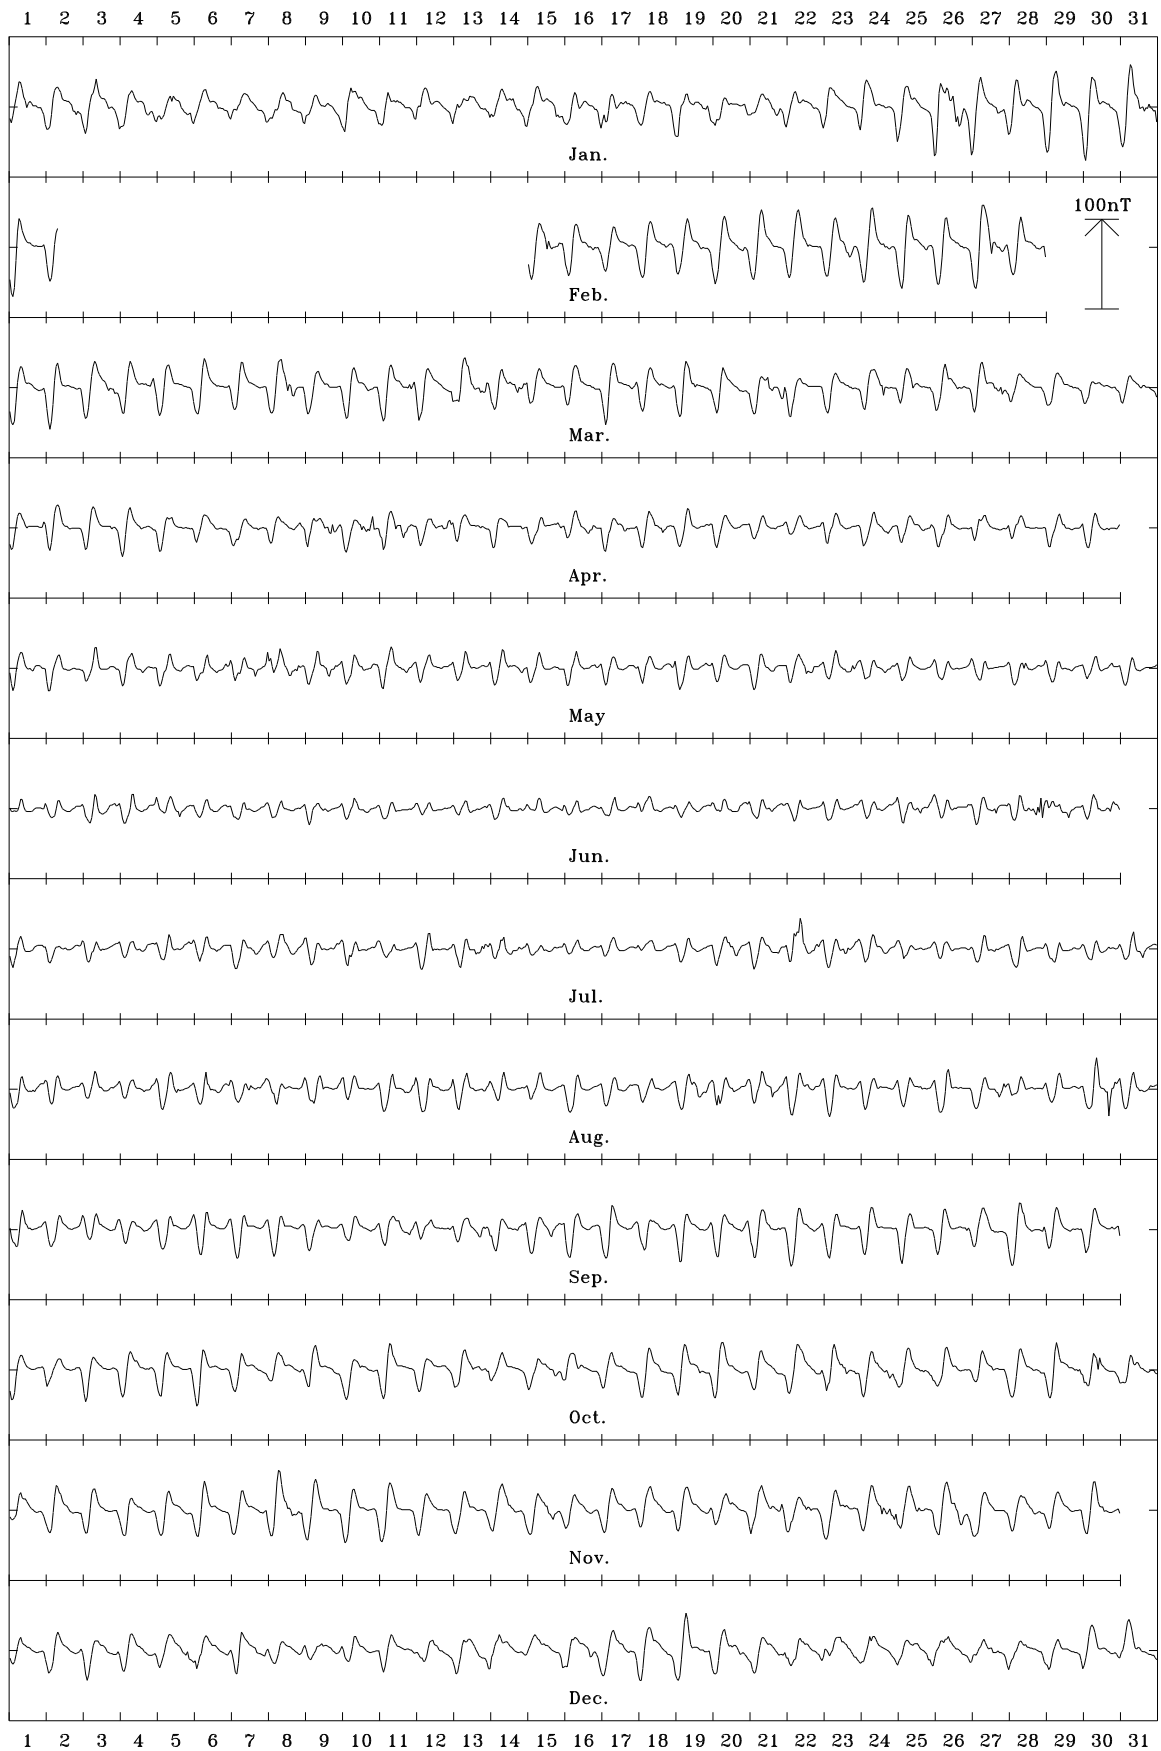 1 2 3 4 5 6 7 8 9 10 11 12 13 14 15 16 17 18 19 20 21 22 23 24 25 26 27 28 29 30 31
Jan.
100nT
Feb.
Mar.
Apr.
May
Jun.
Jul.
Aug.
Sep.
Oct.
Nov.
Dec.
1 2 3 4 5 6 7 8 9 10 11 12 13 14 15 16 17 18 19 20 21 22 23 24 25 26 27 28 29 30 31